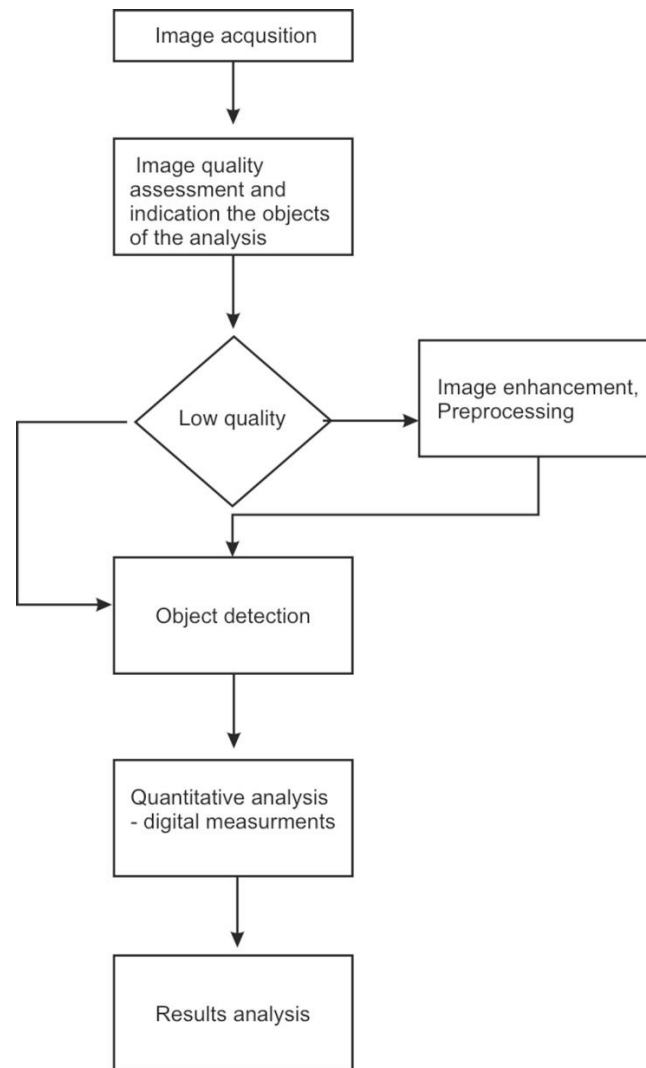 Image acqusition
Image quality
assessment and
indication the objects
of the analysis
Low quality
Image enhancement,
Preprocessing
Object detection
Quantitative analysis
- digital measurments
Results analysis